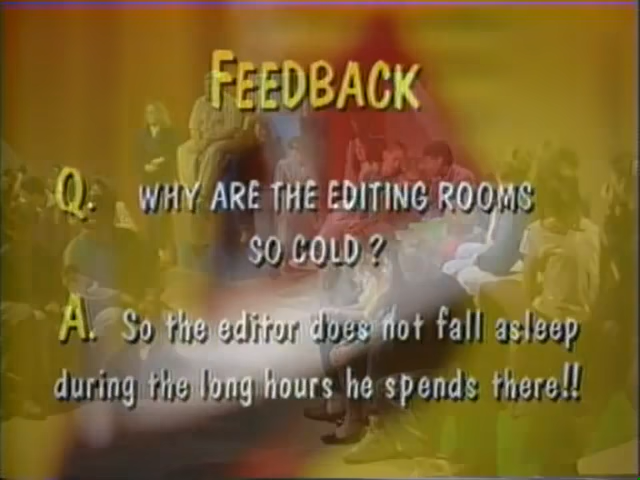 FEEDBACK
Q. WHY ARE THE EDITING ROOMS
SO COLD ?
A. So the editor does not fall asleep
during the long hours he spends there!!